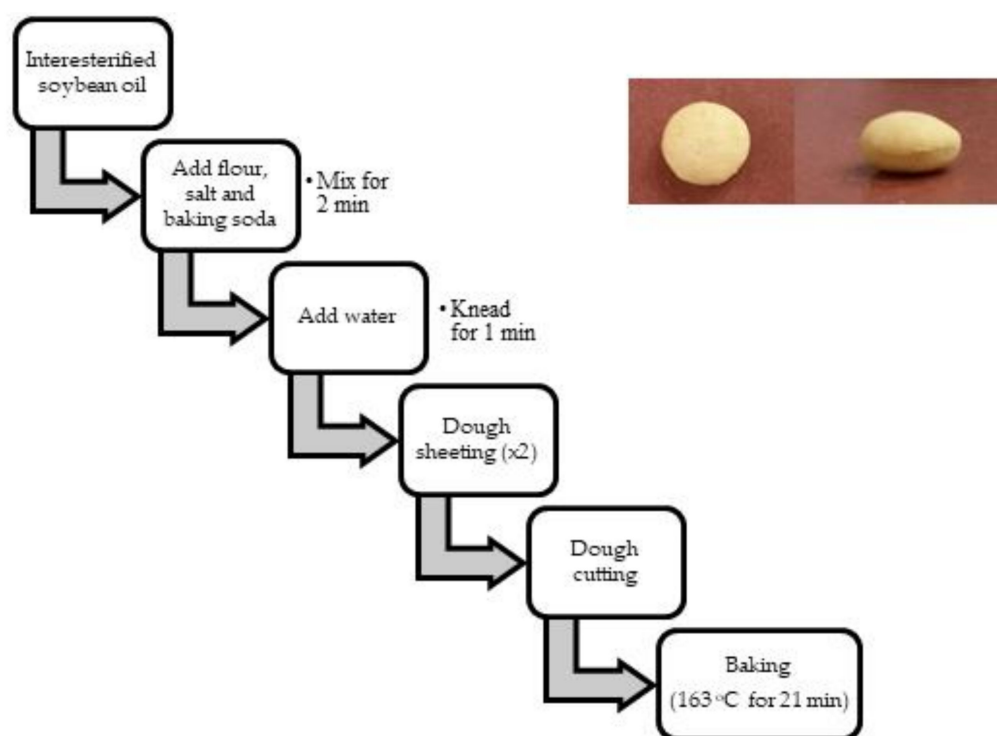 Interesterified
soybean oil
Add flour,
salt and
baking soda
• Mix for
2 min
Add water
• Knead
for 1 min
Dough
sheeting (x2)
Dough
cutting
Baking
(163 °C for 21 min)